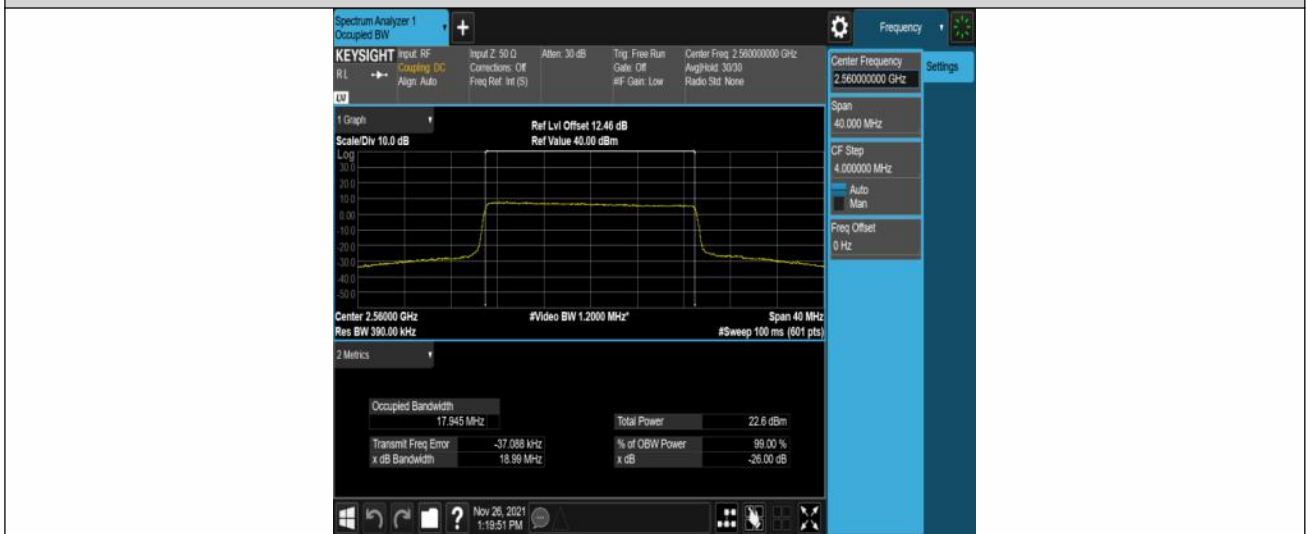 Spectrum Analyzer 1
Occupied BW
+
Frequency
KEYSIGHT
R L
LW
Input: RF
Coupling: DC
Align: Auto
Input Z: 50 Ω
Corrections: Off
Freq Ref: Int (S)
Atten: 30 dB
Trig: Free Run
Gate: Off
#IF Gain: Low
Center Freq: 2.560000000 GHz
Avg|Hold: 30/30
Radio Std: None
Center Frequency
2.560000000 GHz
Settings
Span
40.000 MHz
CF Step
4.000000 MHz
Auto
Man
Freq Offset
0 Hz
1 Graph
Scale/Div 10.0 dB
Ref Lvl Offset 12.46 dB
Ref Value 40.00 dBm
Log
30.0
20.0
10.0
0.00
-10.0
-20.0
-30.0
-40.0
-50.0
Center 2.56000 GHz
#Video BW 1.2000 MHz*
Span 40 MHz
Res BW 390.00 kHz
#Sweep 100 ms (601 pts)
2 Metrics
Occupied Bandwidth
17.945 MHz
Total Power 22.6 dBm
Transmit Freq Error -37.088 kHz
% of OBW Power 99.00 %
x dB Bandwidth 18.99 MHz
x dB -26.00 dB
?
Nov 26, 2021
1:19:51 PM